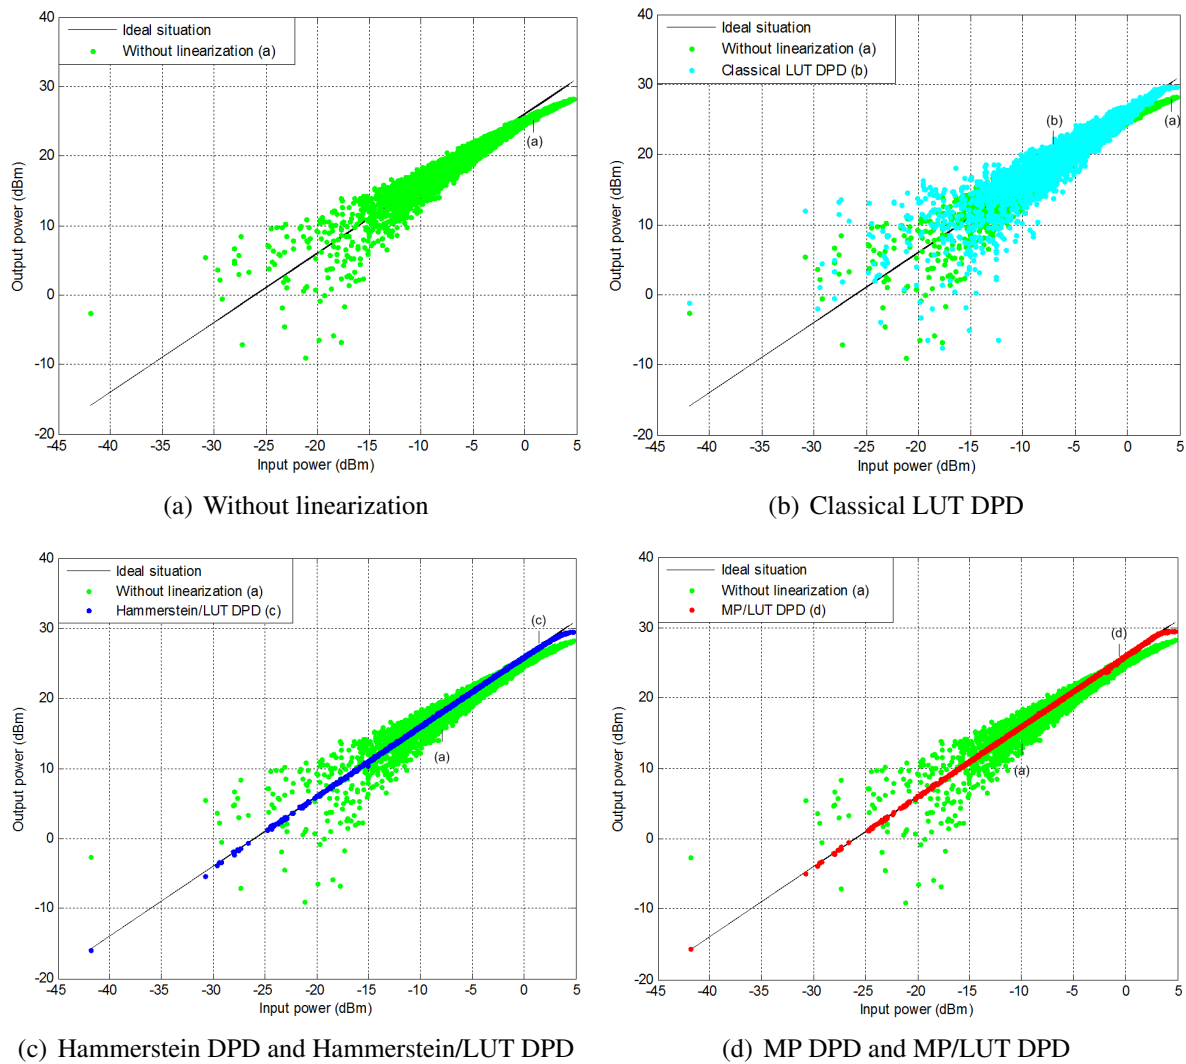 40
30
20
10
0
-10
-20
Output power (dBm)
Ideal situation
Without linearization (a)
(a)
-45 -40 -35 -30 -25 -20 -15 -10 -5 0 5
Input power (dBm)
(a) Without linearization
40
30
20
10
0
-10
-20
Output power (dBm)
Ideal situation
Without linearization (a)
Classical LUT DPD (b)
(b)
(a)
-45 -40 -35 -30 -25 -20 -15 -10 -5 0 5
Input power (dBm)
(b) Classical LUT DPD
40
30
20
10
0
-10
-20
Output power (dBm)
Ideal situation
Without linearization (a)
Hammerstein/LUT DPD (c)
(c)
(a)
-45 -40 -35 -30 -25 -20 -15 -10 -5 0 5
Input power (dBm)
(c) Hammerstein DPD and Hammerstein/LUT DPD
40
30
20
10
0
-10
-20
Output power (dBm)
Ideal situation
Without linearization (a)
MP/LUT DPD (d)
(d)
(a)
-45 -40 -35 -30 -25 -20 -15 -10 -5 0 5
Input power (dBm)
(d) MP DPD and MP/LUT DPD